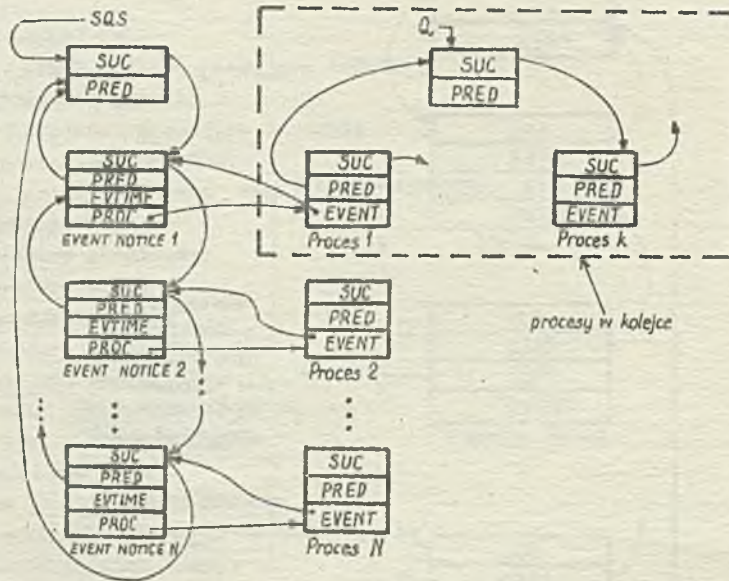 SQS
SUC
PRED
SUC
PRED
EVTIME
PROC
EVENT NOTICE 1
SUC
PRED
EVTIME
PROC
EVENT NOTICE 2
SUC
PRED
EVTIME
PROC
EVENT NOTICE N
Q
SUC
PRED
SUC
PRED
EVENT
Proces 1
SUC
PRED
EVENT
Proces k
procesy w kolejce
SUC
PRED
EVENT
Proces 2
SUC
PRED
EVENT
Proces N